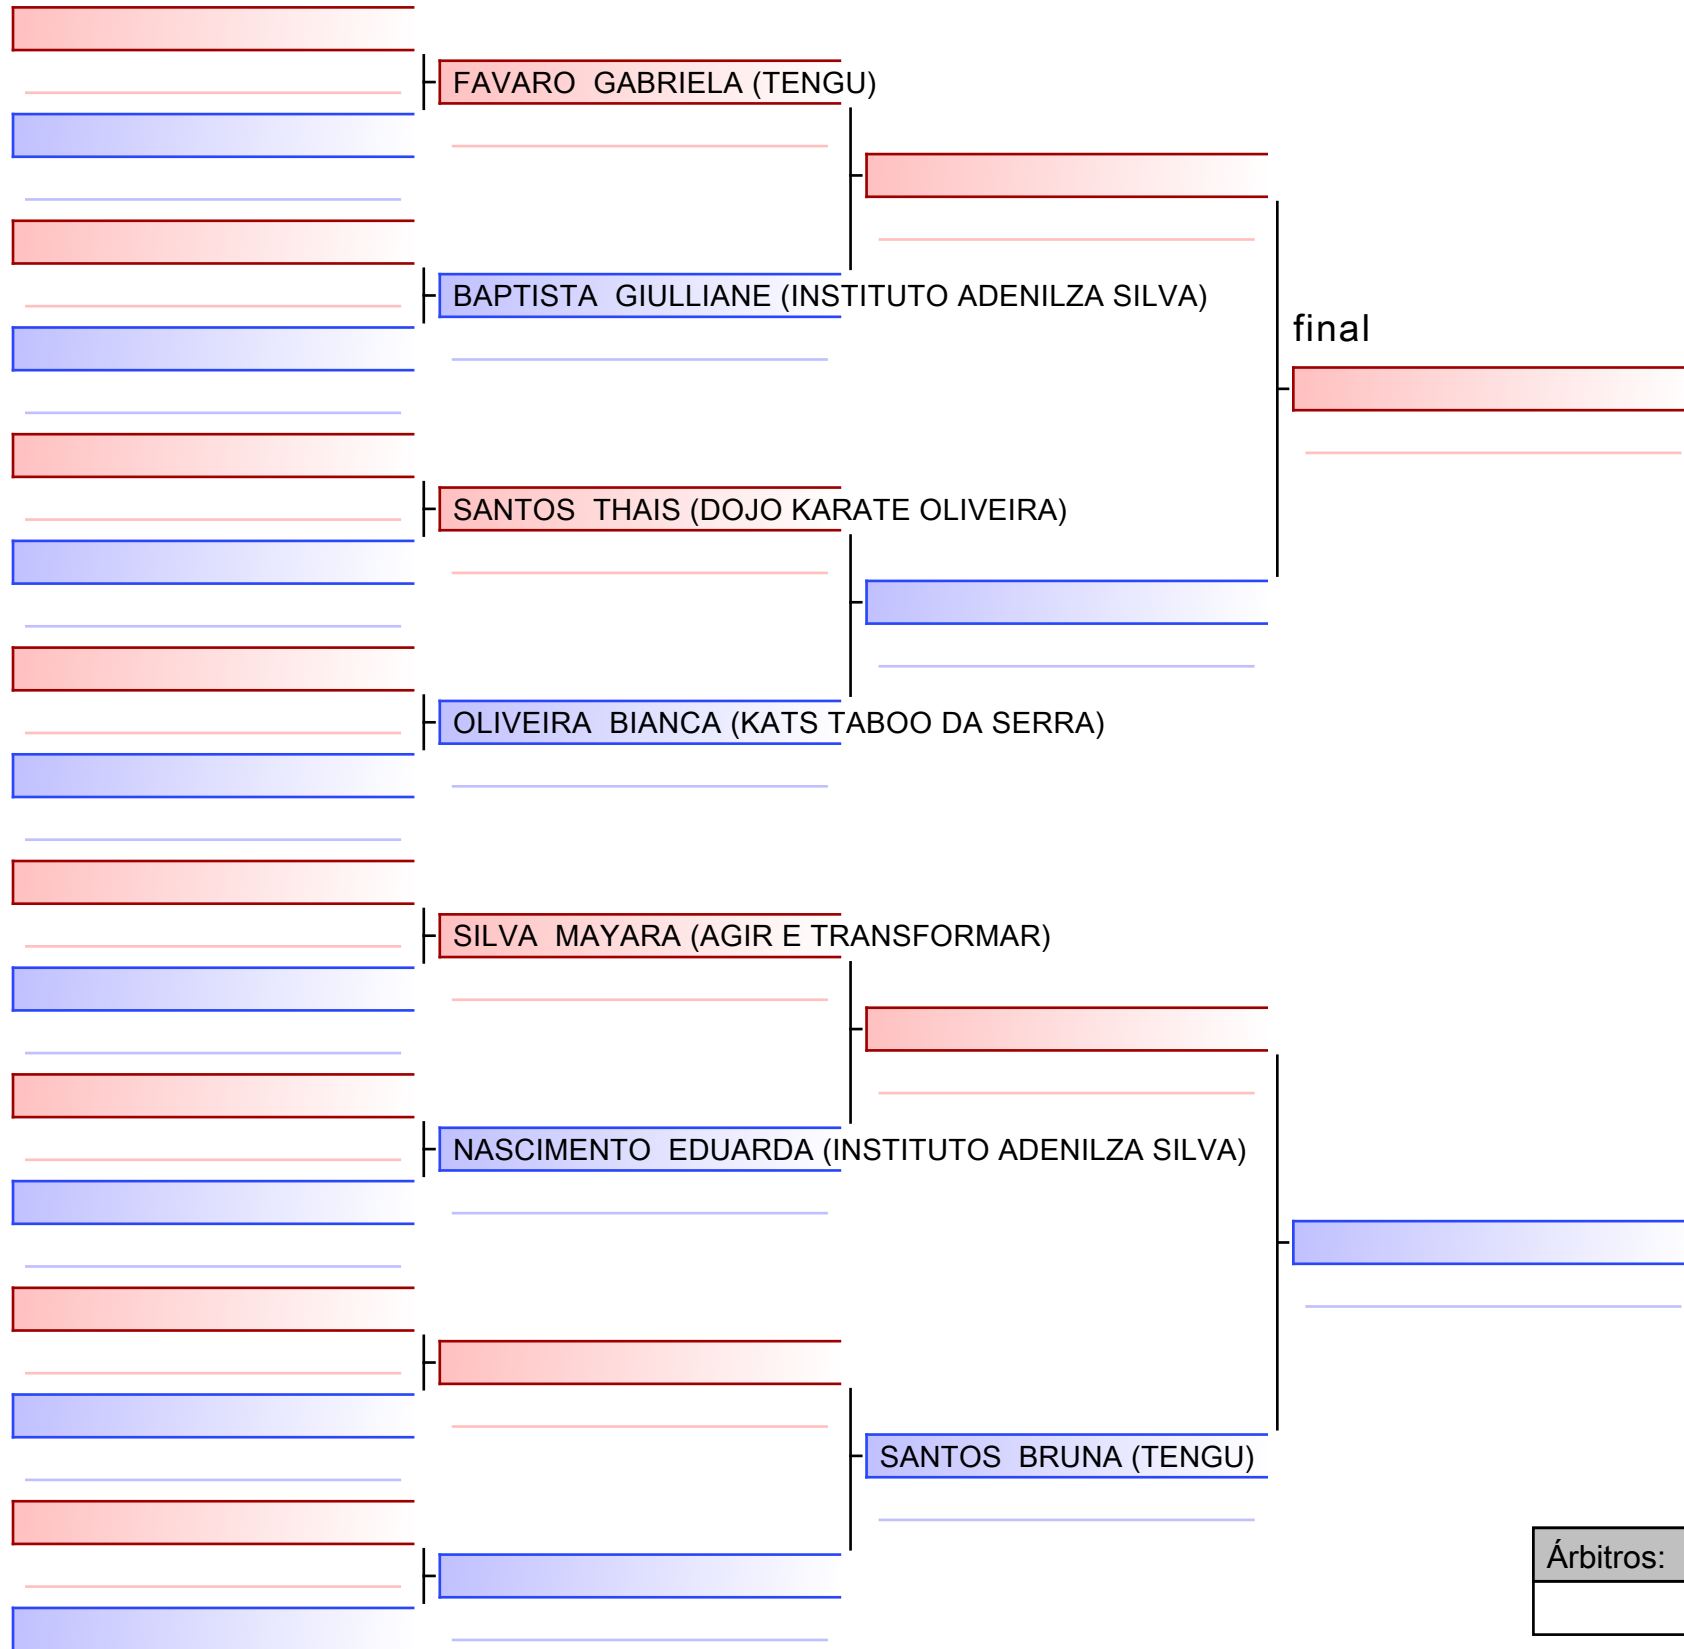 FAVARO  GABRIELA (TENGU)
BAPTISTA  GIULLIANE (INSTITUTO ADENILZA SILVA)
final
SANTOS  THAIS (DOJO KARATE OLIVEIRA)
OLIVEIRA  BIANCA (KATS TABOO DA SERRA)
SILVA  MAYARA (AGIR E TRANSFORMAR)
NASCIMENTO  EDUARDA (INSTITUTO ADENILZA SILVA)
SANTOS  BRUNA (TENGU)
Árbitros: